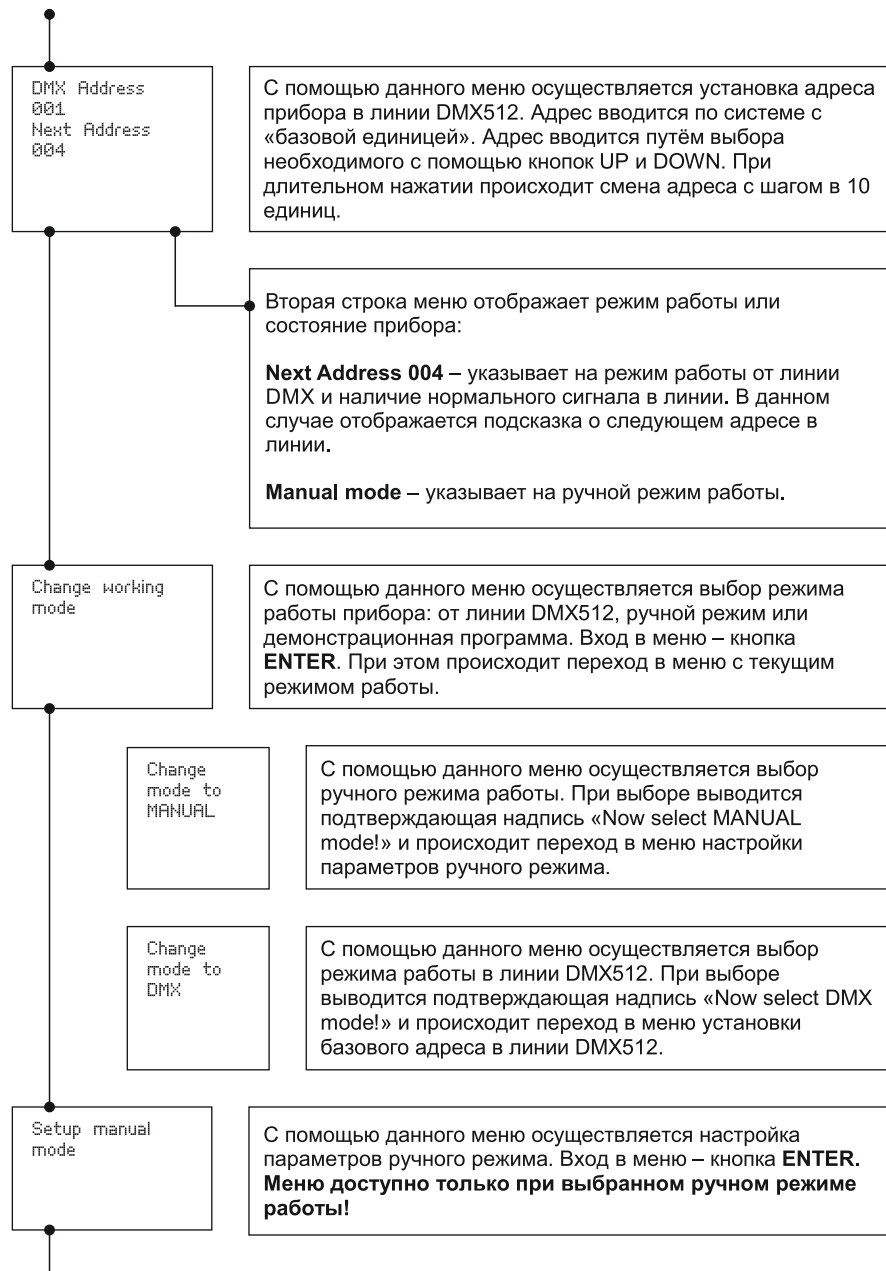 DMX Address
001
Next Address
004
С помощью данного меню осуществляется установка адреса
прибора в линии DMX512. Адрес вводится по системе с
«базовой единицей». Адрес вводится путём выбора
необходимого с помощью кнопок UP и DOWN. При
длительном нажатии происходит смена адреса с шагом в 10
единиц.
Вторая строка меню отображает режим работы или
состояние прибора:
Next Address 004 – указывает на режим работы от линии
DMX и наличие нормального сигнала в линии. В данном
случае отображается подсказка о следующем адресе в
линии.
Manual mode – указывает на ручной режим работы.
Change working
mode
С помощью данного меню осуществляется выбор режима
работы прибора: от линии DMX512, ручной режим или
демонстрационная программа. Вход в меню – кнопка
ENTER. При этом происходит переход в меню с текущим
режимом работы.
Change
mode to
MANUAL
С помощью данного меню осуществляется выбор
ручного режима работы. При выборе выводится
подтверждающая надпись «Now select MANUAL
mode!» и происходит переход в меню настройки
параметров ручного режима.
Change
mode to
DMX
С помощью данного меню осуществляется выбор
режима работы в линии DMX512. При выборе
выводится подтверждающая надпись «Now select DMX
mode!» и происходит переход в меню установки
базового адреса в линии DMX512.
Setup manual
mode
С помощью данного меню осуществляется настройка
параметров ручного режима. Вход в меню – кнопка ENTER.
Меню доступно только при выбранном ручном режиме
работы!